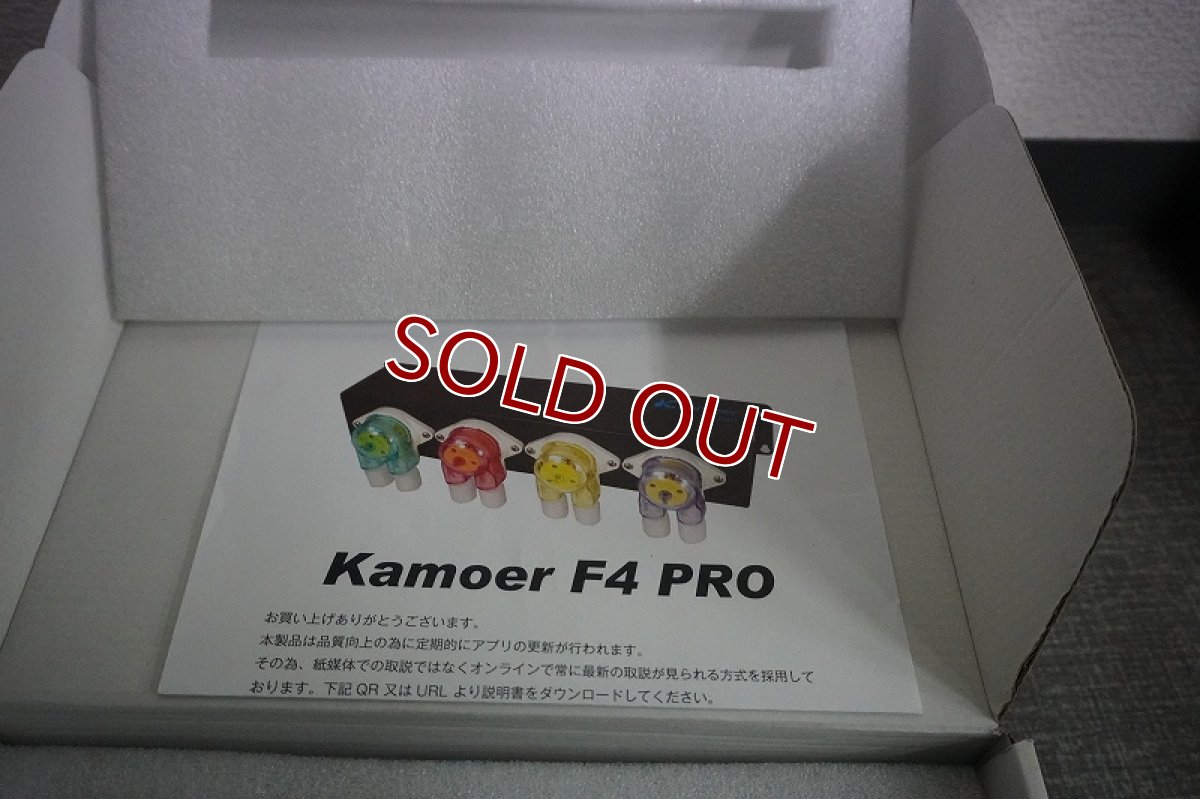 SOLD OUT
Kamoer F4 PRO
お買い上げありがとうございます。
本製品は品質向上の為に定期的にアプリの更新が行われます。
その為、紙媒体での取説ではなくオンラインで常に最新の取説が見られる方式を採用して
おります。下記 QR 又は URL より説明書をダウンロードしてください。